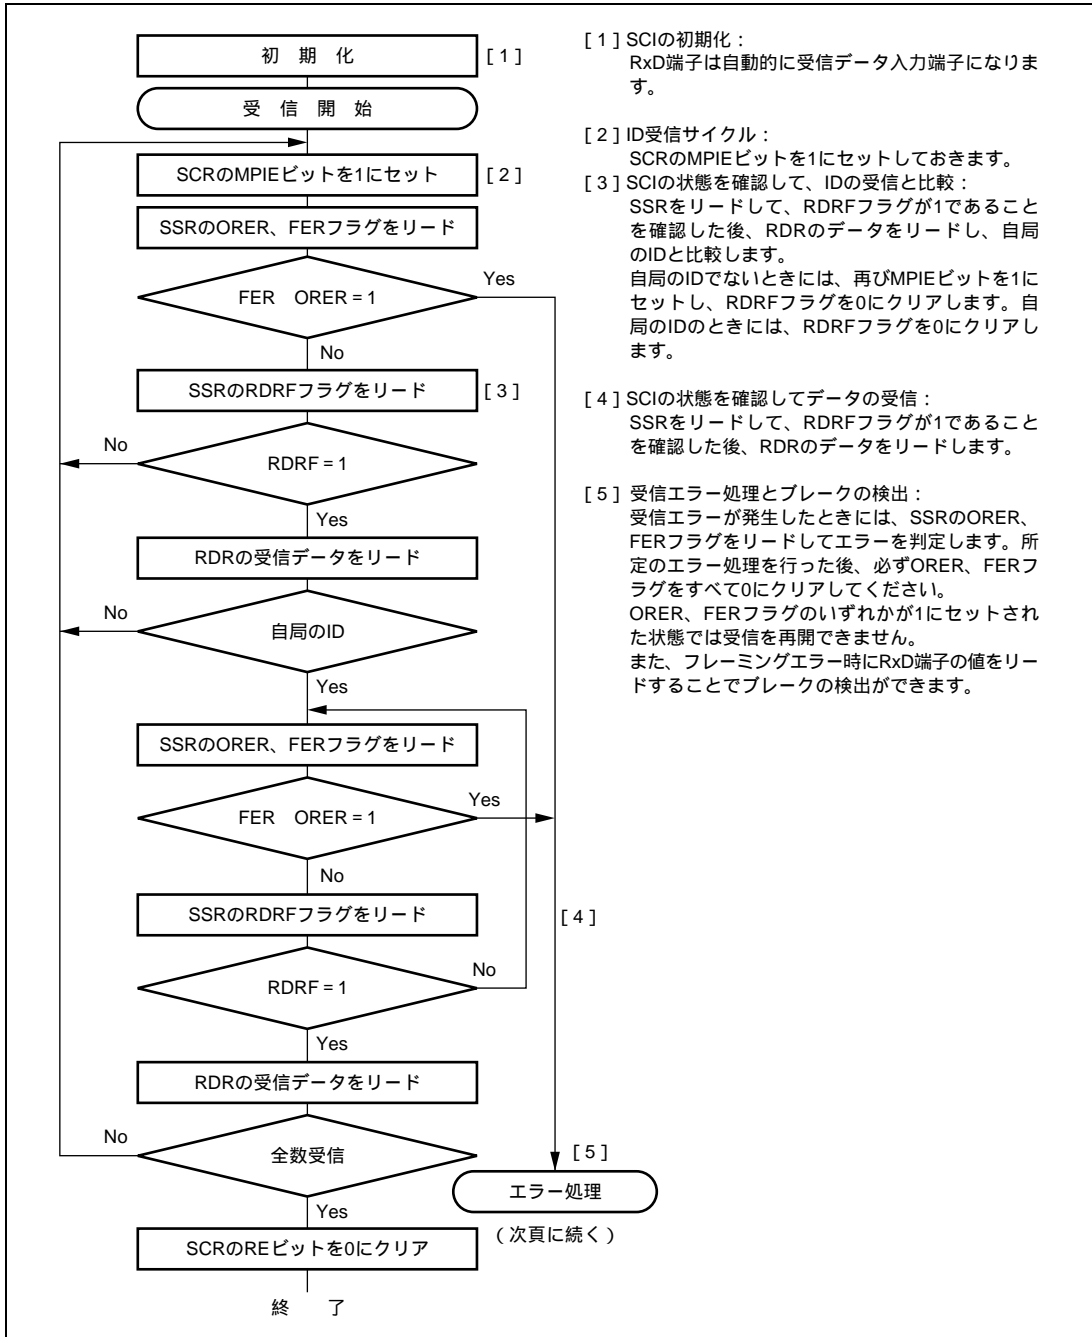 初　期　化
[ 1 ]
受　信　開　始
SCRのMPIEビットを1にセット
[ 2 ]
SSRのORER、FERフラグをリード
FER　ORER = 1
Yes
No
SSRのRDRFフラグをリード
[ 3 ]
RDRF = 1
No
Yes
RDRの受信データをリード
自局のID
No
Yes
SSRのORER、FERフラグをリード
FER　ORER = 1
Yes
No
SSRのRDRFフラグをリード
[ 4 ]
RDRF = 1
No
Yes
RDRの受信データをリード
全数受信
No
Yes
[ 5 ]
エラー処理
（次頁に続く）
SCRのREビットを0にクリア
終　了
[ 1 ] SCIの初期化：
RxD端子は自動的に受信データ入力端子になりま
す。
[ 2 ] ID受信サイクル：
SCRのMPIEビットを1にセットしておきます。
[ 3 ] SCIの状態を確認して、IDの受信と比較：
SSRをリードして、RDRFフラグが1であること
を確認した後、RDRのデータをリードし、自局
のIDと比較します。
自局のIDでないときには、再びMPIEビットを1に
セットし、RDRFフラグを0にクリアします。自
局のIDのときには、RDRFフラグを0にクリアし
ます。
[ 4 ] SCIの状態を確認してデータの受信：
SSRをリードして、RDRFフラグが1であること
を確認した後、RDRのデータをリードします。
[ 5 ] 受信エラー処理とブレークの検出：
受信エラーが発生したときには、SSRのORER、
FERフラグをリードしてエラーを判定します。所
定のエラー処理を行った後、必ずORER、FERフ
ラグをすべて0にクリアしてください。
ORER、FERフラグのいずれかが1にセットされ
た状態では受信を再開できません。
また、フレーミングエラー時にRxD端子の値をリー
ドすることでブレークの検出ができます。